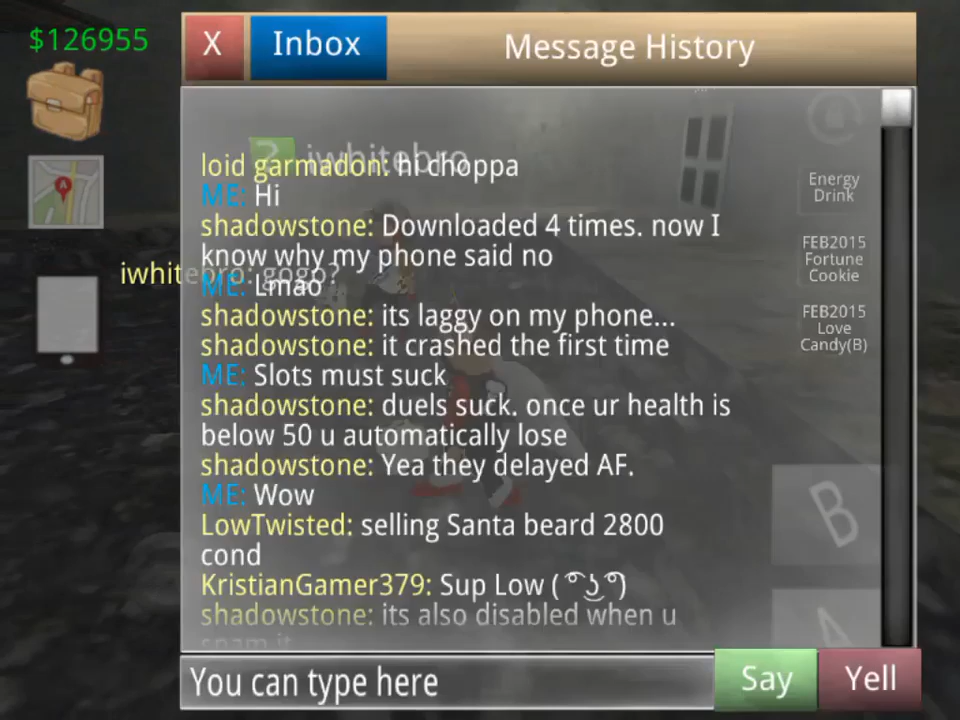 $126955
X
Inbox
Message History
? iwhitebro
loid garmadon: hi choppa
ME: Hi
shadowstone: Downloaded 4 times. now I
know why my phone said no
iwhitebro: gogo?
ME: Lmao
shadowstone: its laggy on my phone...
shadowstone: it crashed the first time
ME: Slots must suck
shadowstone: duels suck. once ur health is
below 50 u automatically lose
shadowstone: Yea they delayed AF.
ME: Wow
LowTwisted: selling Santa beard 2800
cond
KristianGamer379: Sup Low ( ͡° ͜ʖ ͡°)
shadowstone: its also disabled when u
spam it
Energy
Drink
FEB2015
Fortune
Cookie
FEB2015
Love
Candy(B)
A
B
A
You can type here
Say
Yell